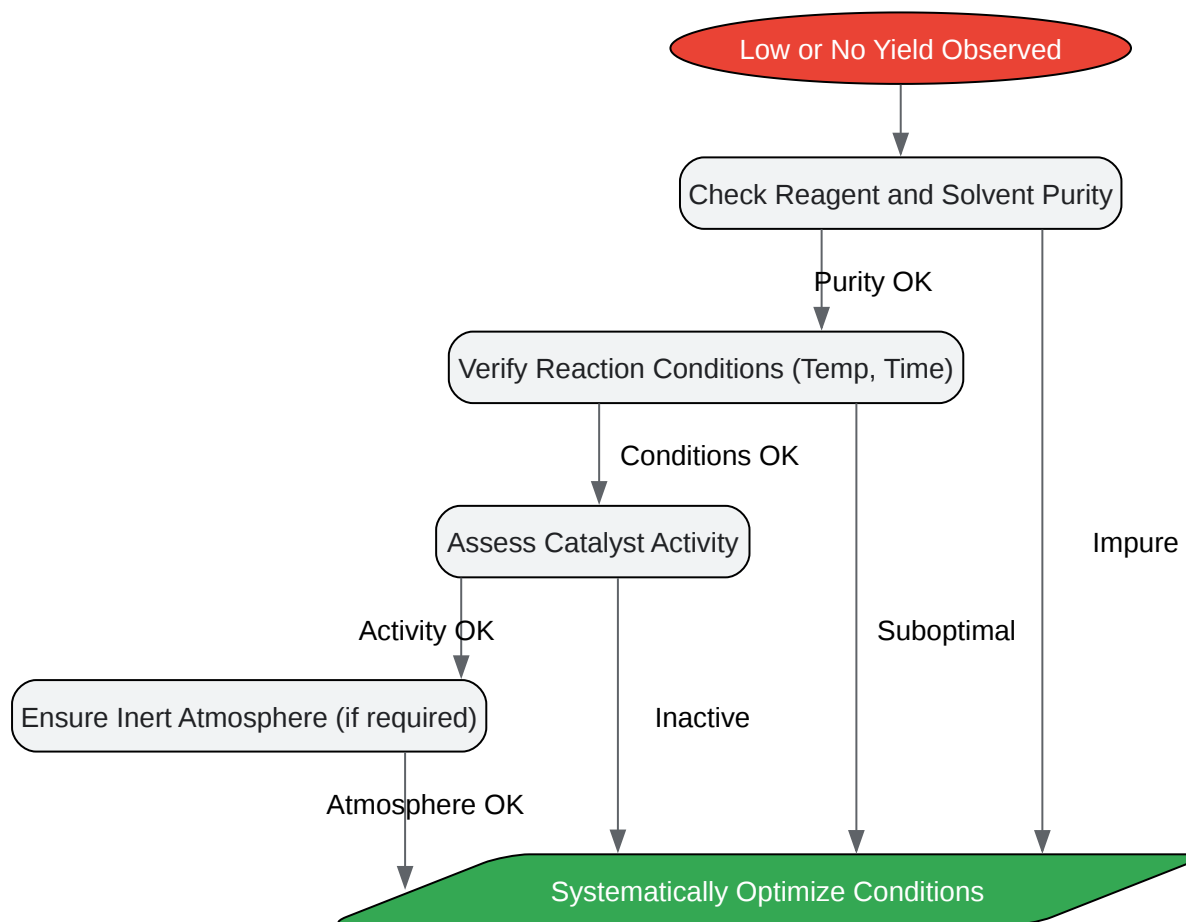 Low or No Yield Observed
Check Reagent and Solvent Purity
Purity OK
Verify Reaction Conditions (Temp, Time)
Conditions OK
Assess Catalyst Activity
Impure
Activity OK
Suboptimal
Ensure Inert Atmosphere (if required)
Inactive
Atmosphere OK
Systematically Optimize Conditions